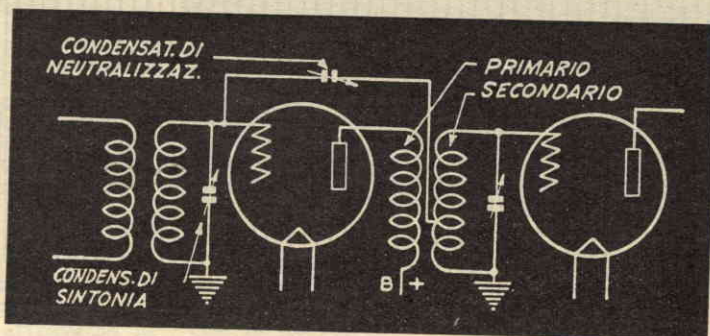 CONDENSAT. DI
NEUTRALIZZAZ.
PRIMARIO
SECONDARIO
CONDENS. DI
SINTONIA
B +